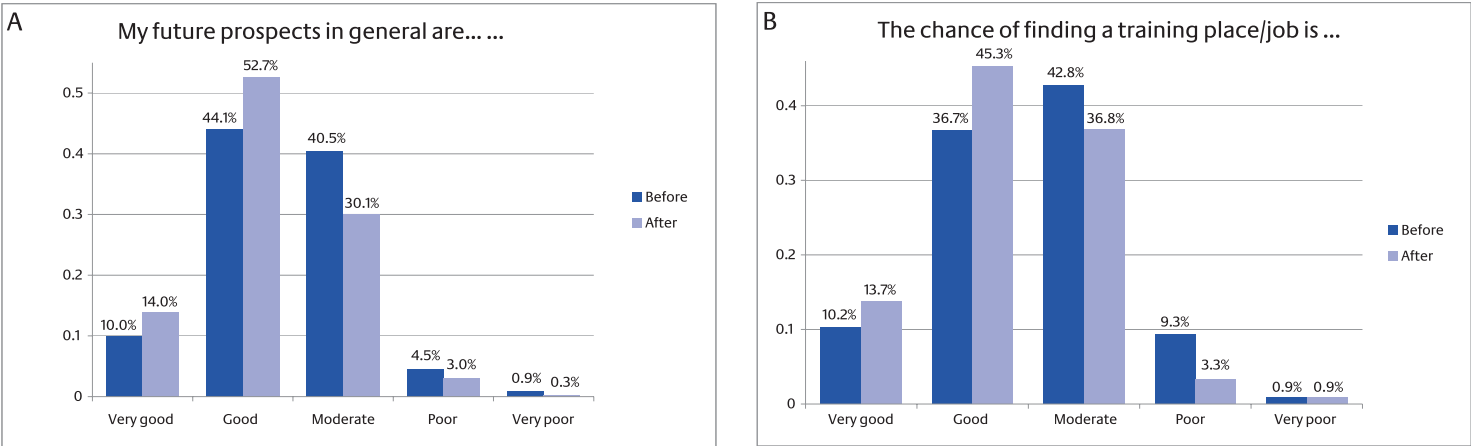 A
My future prospects in general are... ...
52.7%
0.5
44.1%
40.5%
0.4
30.1%
0.3
Before
After
0.2
14.0%
10.0%
0.1
4.5%
3.0%
0.9%
0.3%
0
Very good
Good
Moderate
Poor
Very poor
B
The chance of finding a training place/job is ...
45.3%
42.8%
0.4
36.7%
36.8%
0.3
Before
After
0.2
13.7%
10.2%
9.3%
0.1
3.3%
0.9%
0.9%
0
Very good
Good
Moderate
Poor
Very poor